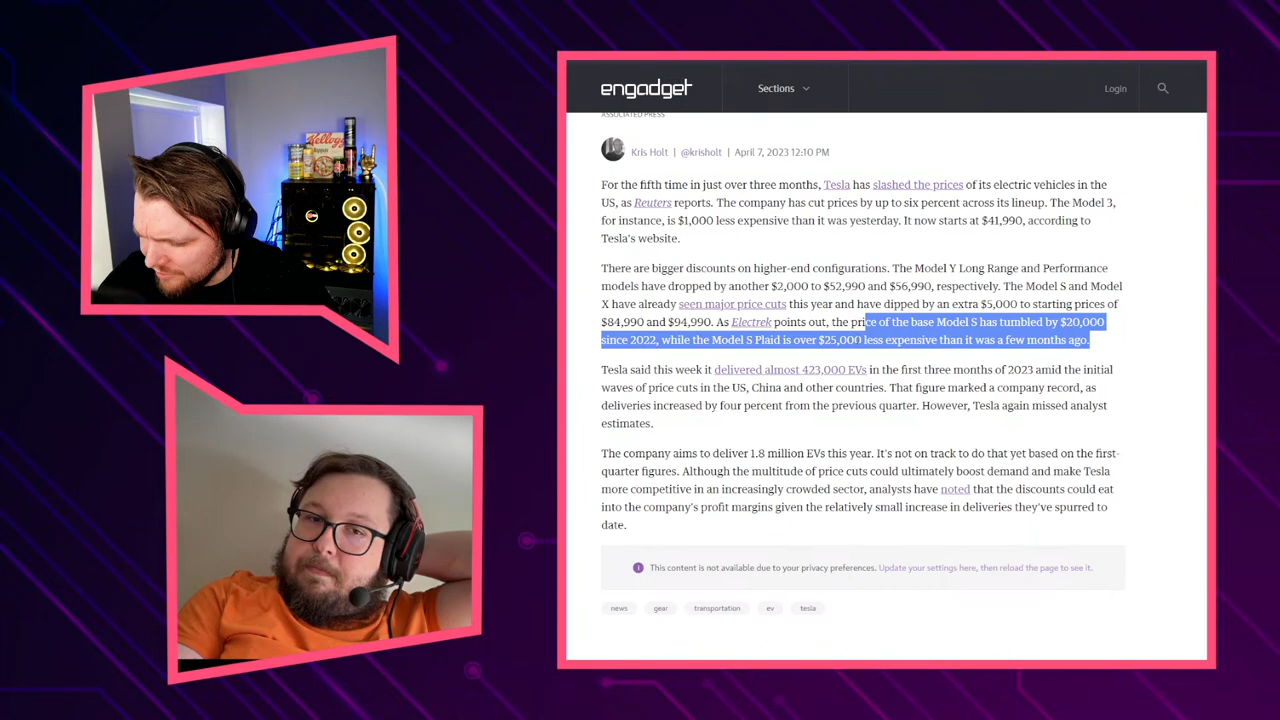 Kellogg's
engadget
Sections
Login
ASSOCIATED PRESS
Kris Holt | @krisholt | April 7, 2023 12:10 PM
For the fifth time in just over three months, Tesla has slashed the prices of its electric vehicles in the
US, as Reuters reports. The company has cut prices by up to six percent across its lineup. The Model 3,
for instance, is $1,000 less expensive than it was yesterday. It now starts at $41,990, according to
Tesla's website.
There are bigger discounts on higher-end configurations. The Model Y Long Range and Performance
models have dropped by another $2,000 to $52,990 and $56,990, respectively. The Model S and Model
X have already seen major price cuts this year and have dipped by an extra $5,000 to starting prices of
$84,990 and $94,990. As Electrek points out, the price of the base Model S has tumbled by $20,000
since 2022, while the Model S Plaid is over $25,000 less expensive than it was a few months ago.
Tesla said this week it delivered almost 423,000 EVs in the first three months of 2023 amid the initial
waves of price cuts in the US, China and other countries. That figure marked a company record, as
deliveries increased by four percent from the previous quarter. However, Tesla again missed analyst
estimates.
The company aims to deliver 1.8 million EVs this year. It's not on track to do that yet based on the first-
quarter figures. Although the multitude of price cuts could ultimately boost demand and make Tesla
more competitive in an increasingly crowded sector, analysts have noted that the discounts could eat
into the company's profit margins given the relatively small increase in deliveries they've spurred to
date.
This content is not available due to your privacy preferences. Update your settings here, then reload the page to see it.
news gear transportation ev tesla